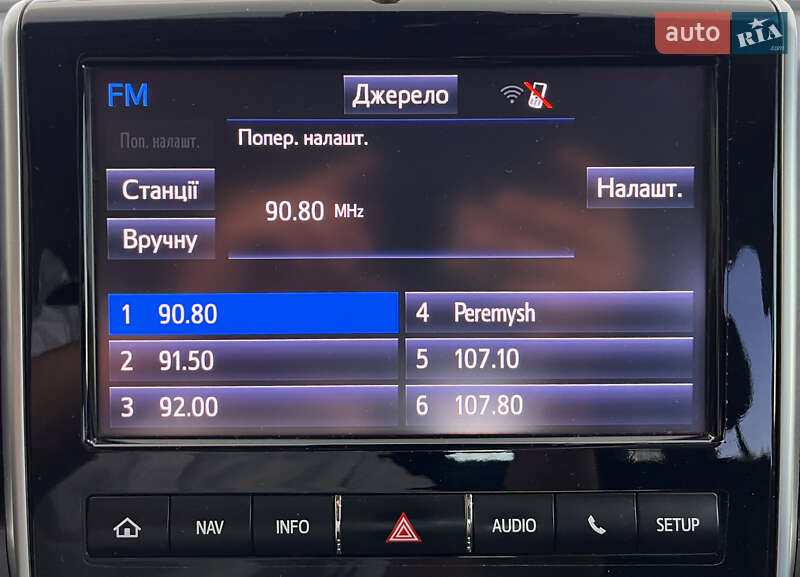 auto RIA .com
FM
Джерело
Поп. налашт.
Попер. налашт.
Станції
Налашт.
90.80 MHz
Вручну
1 90.80
4 Peremysh
2 91.50
5 107.10
3 92.00
6 107.80
NAV
INFO
AUDIO
SETUP